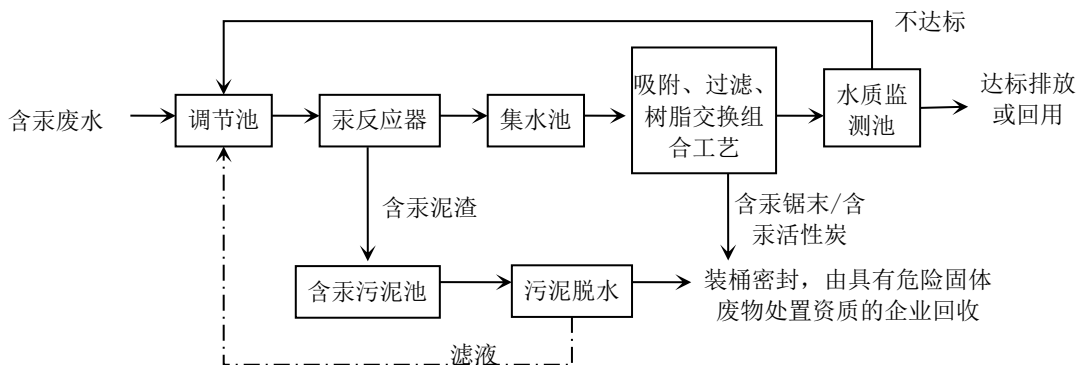 不达标
含汞废水
调节池
汞反应器
集水池
吸附、过滤、
树脂交换组
合工艺
水质监
测池
达标排放
或回用
含汞泥渣
含汞锯末/含
汞活性炭
含汞污泥池
污泥脱水
装桶密封，由具有危险固体
废物处置资质的企业回收
滤液